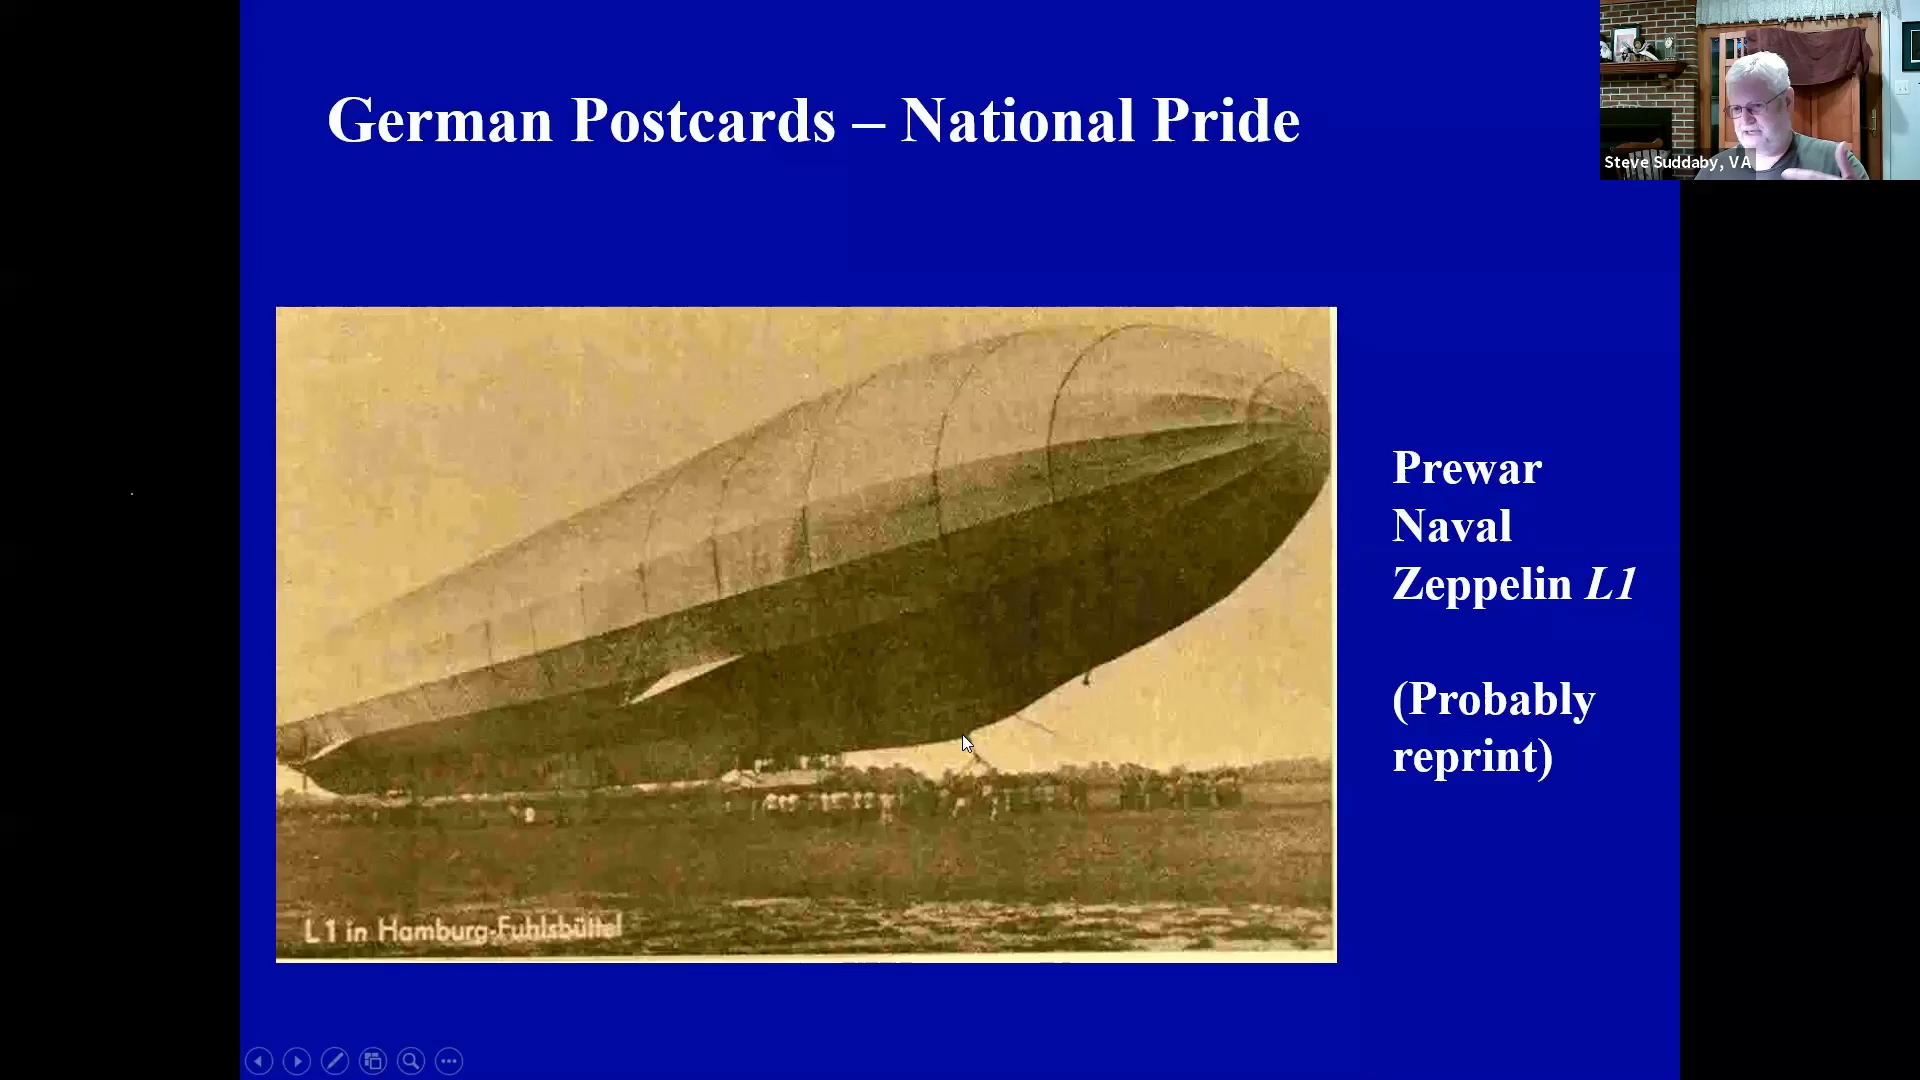 German Postcards – National Pride
Steve Suddaby, VA
Prewar
Naval
Zeppelin L1
(Probably
reprint)
L1 in Hamburg-Fuhlsbüttel